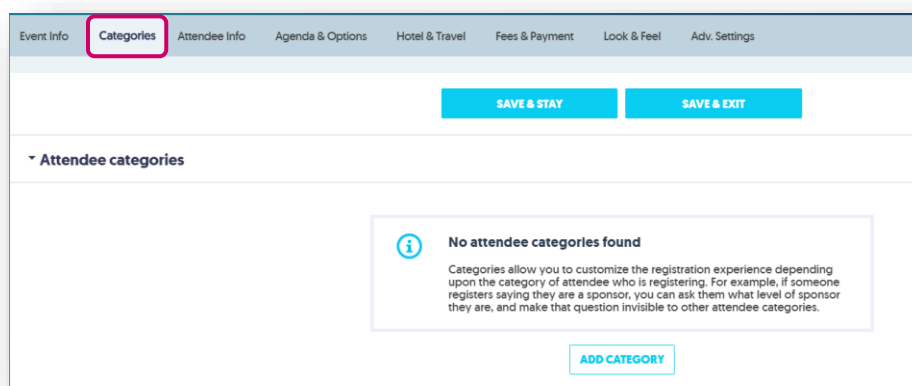 Event Info Categories Attendee Info Agenda & Options Hotel & Travel Fees & Payment Look & Feel Adv. Settings
SAVE & STAY SAVE & EXIT
Attendee categories
No attendee categories found
Categories allow you to customize the registration experience depending
upon the category of attendee who is registering. For example, if someone
registers saying they are a sponsor, you can ask them what level of sponsor
they are, and make that question invisible to other attendee categories.
ADD CATEGORY